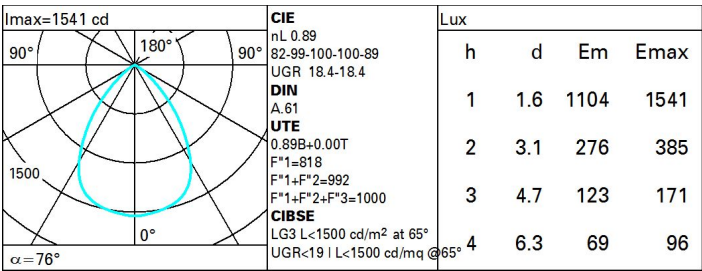 Imax=1541 cd
90°
180°
90°
1500
0°
α=76°
CIE
nL 0.89
82-99-100-100-89
UGR 18.4-18.4
DIN
A.61
UTE
0.89B+0.00T
F"1=818
F"1+F"2=992
F"1+F"2+F"3=1000
CIBSE
LG3 L<1500 cd/m² at 65°
UGR<19 | L<1500 cd/mq @65°
Lux
h d Em Emax
1 1.6 1104 1541
2 3.1 276 385
3 4.7 123 171
4 6.3 69 96